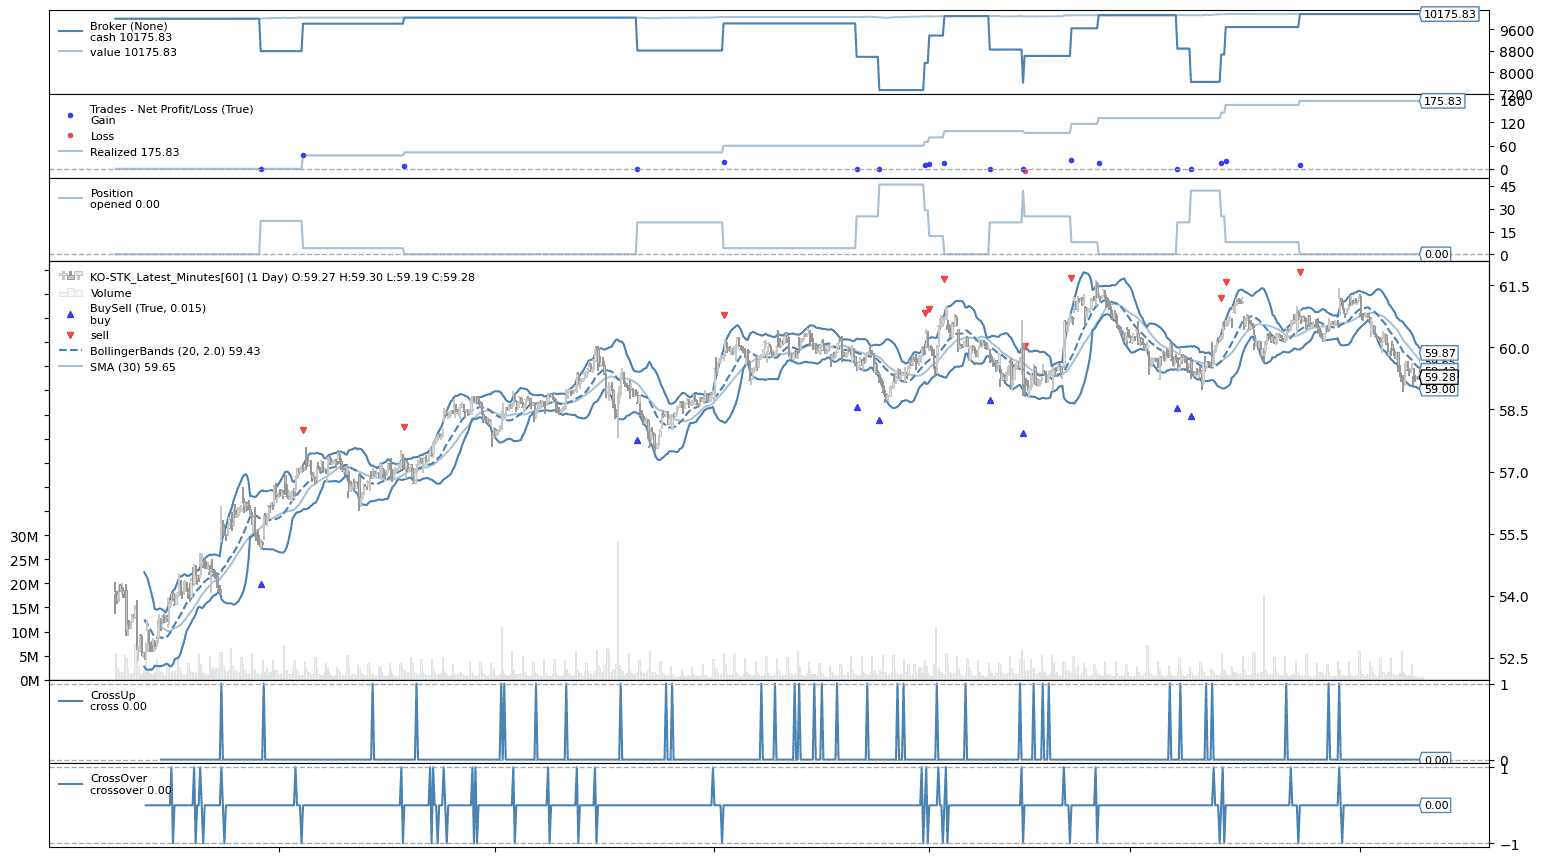 Broker (None)
cash 10175.83
value 10175.83
10175.83
9600
8800
8000
7200
Trades - Net Profit/Loss (True)
Gain
Loss
Realized 175.83
175.83
180
120
60
0
Position
opened 0.00
45
30
15
0
0.00
KO-STK_Latest_Minutes[60] (1 Day) O:59.27 H:59.30 L:59.19 C:59.28
Volume
BuySell (True, 0.015)
buy
sell
BollingerBands (20, 2.0) 59.43
SMA (30) 59.65
61.5
60.0
59.87
59.28
59.00
58.5
57.0
55.5
54.0
52.5
30M
25M
20M
15M
10M
5M
0M
CrossUp
cross 0.00
1
0.00
0
CrossOver
crossover 0.00
1
0.00
−1